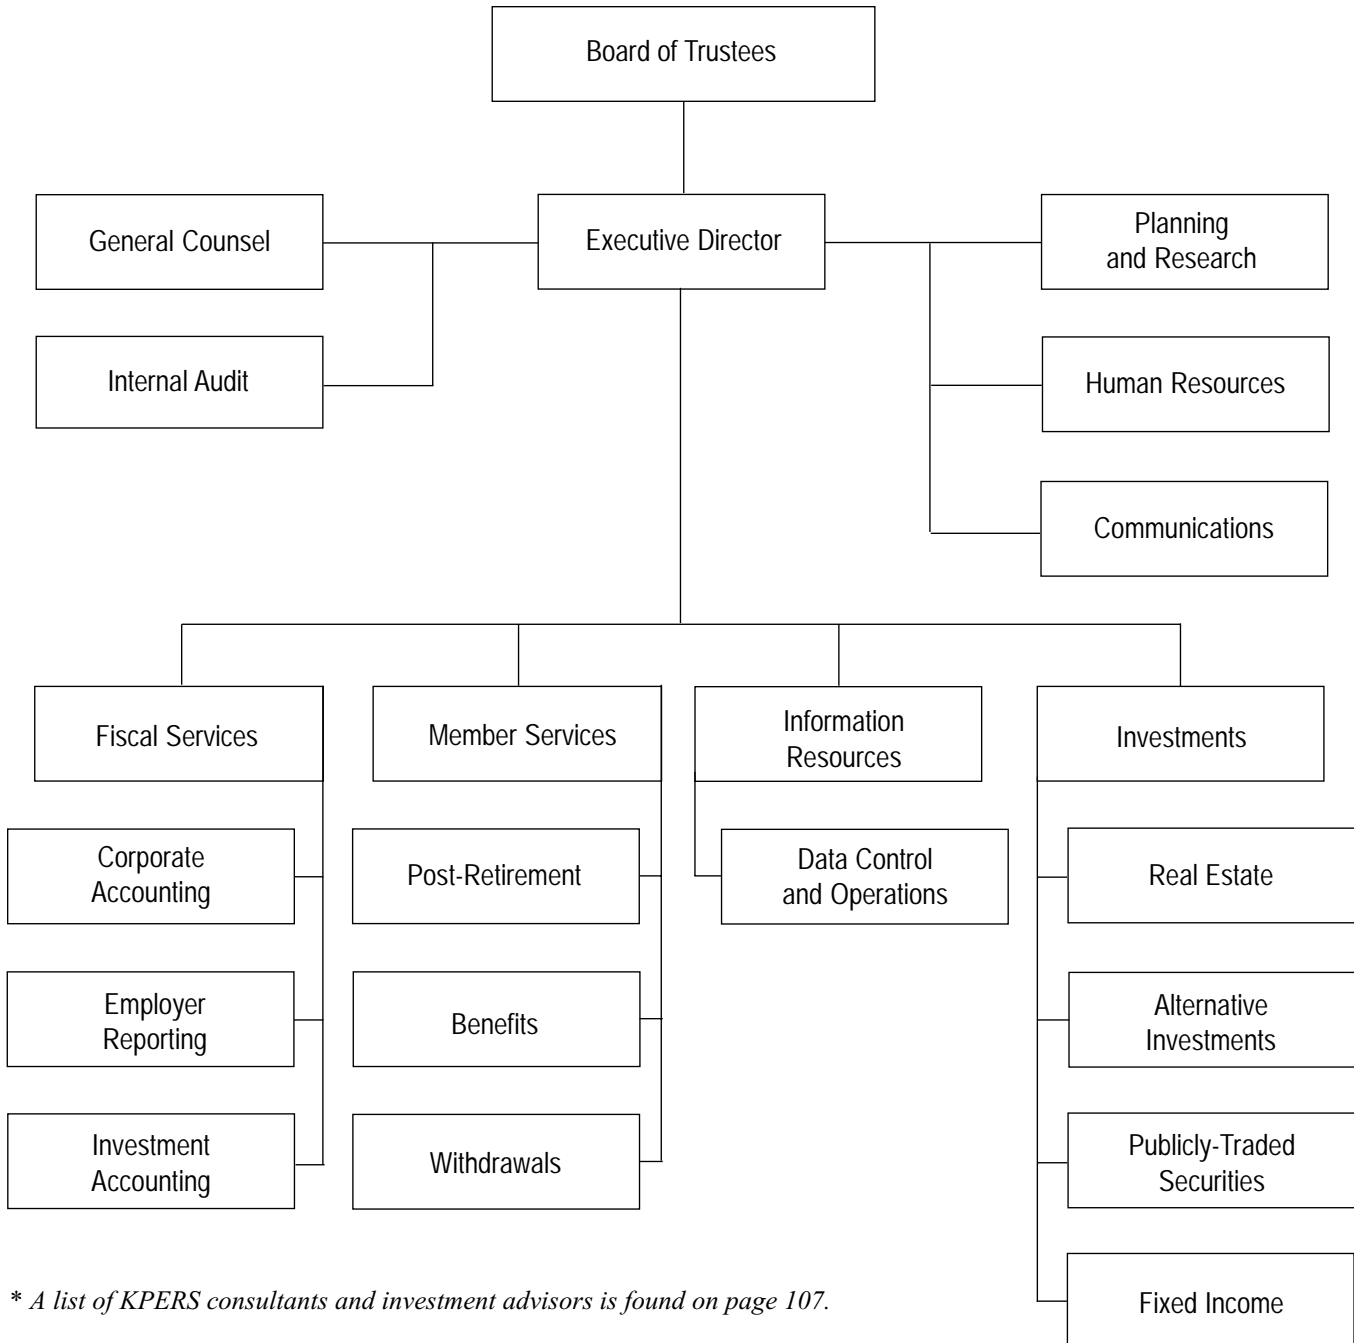 Board of Trustees
General Counsel
Executive Director
Planning
and Research
Internal Audit
Human Resources
Communications
Fiscal Services
Member Services
Information
Resources
Investments
Corporate
Accounting
Post-Retirement
Data Control
and Operations
Real Estate
Employer
Reporting
Benefits
Alternative
Investments
Investment
Accounting
Withdrawals
Publicly-Traded
Securities
Fixed Income
* A list of KPERS consultants and investment advisors is found on page 107.